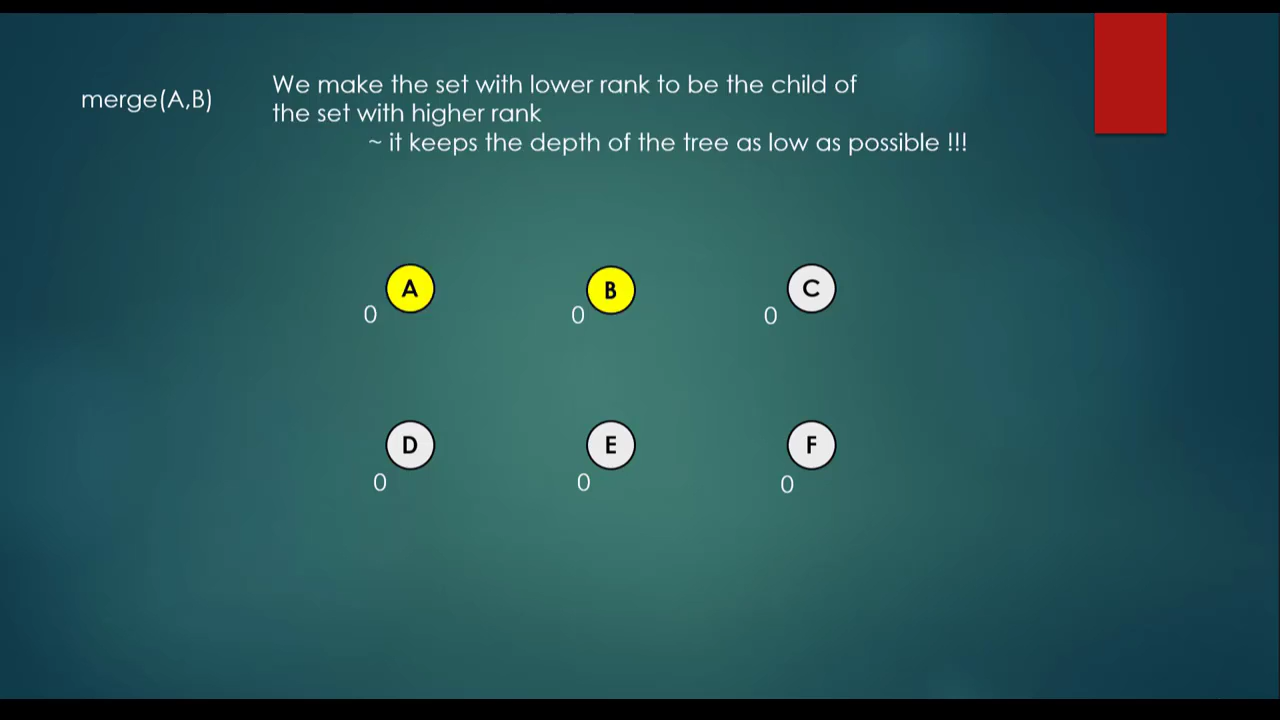 merge(A,B)
We make the set with lower rank to be the child of
the set with higher rank
~ it keeps the depth of the tree as low as possible !!!
A
B
C
0
0
0
D
E
F
0
0
0